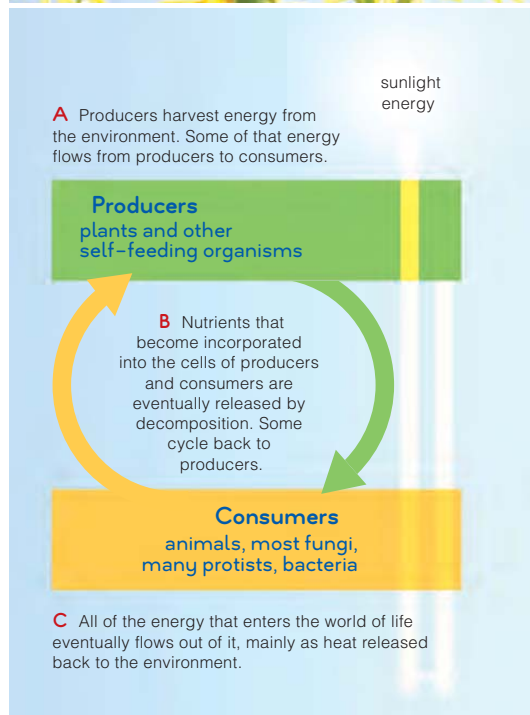 sunlight
energy
A Producers harvest energy from
the environment. Some of that energy
flows from producers to consumers.
Producers
plants and other
self-feeding organisms
B Nutrients that
become incorporated
into the cells of producers
and consumers are
eventually released by
decomposition. Some
cycle back to
producers.
Consumers
animals, most fungi,
many protists, bacteria
C All of the energy that enters the world of life
eventually flows out of it, mainly as heat released
back to the environment.